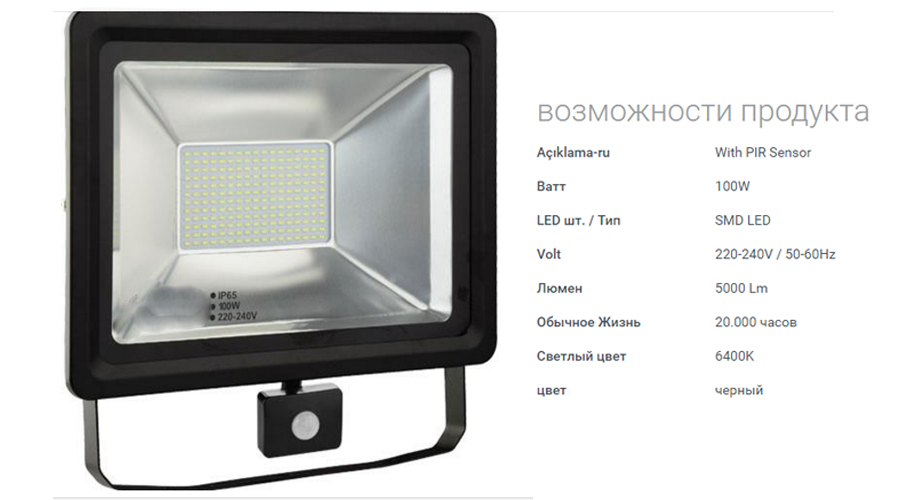 возможности продукта
Açıklama-ru With PIR Sensor
Ватт 100W
LED шт. / Тип SMD LED
Volt 220-240V / 50-60Hz
Люмен 5000 Lm
Обычное Жизнь 20.000 часов
Светлый цвет 6400K
цвет черный
IP65
100W
220-240V